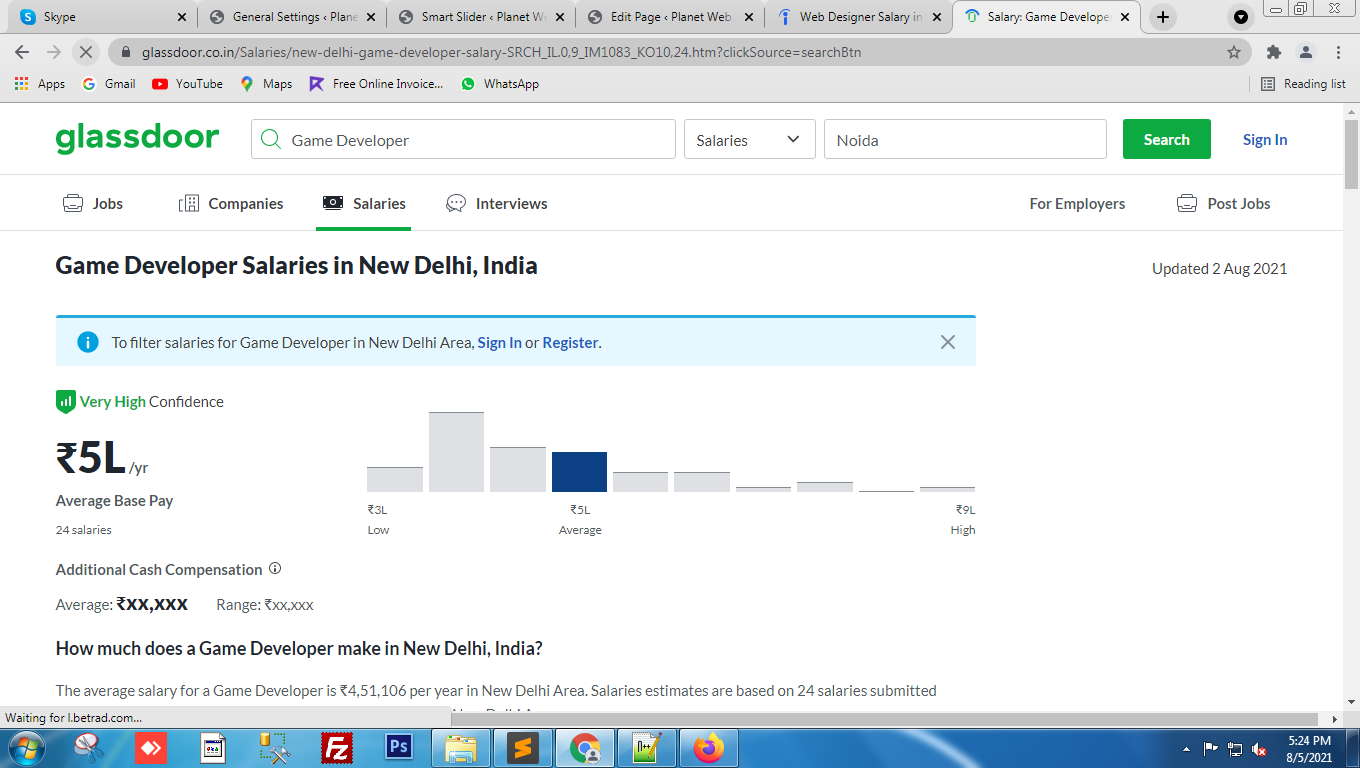 Skype
General Settings ‹ Plane
Smart Slider ‹ Planet We
Edit Page ‹ Planet Web
Web Designer Salary in
Salary: Game Developer
glassdoor.co.in/Salaries/new-delhi-game-developer-salary-SRCH_IL.0,9_IM1083_KO10,24.htm?clickSource=searchBtn
Apps
Gmail
YouTube
Maps
Free Online Invoice...
WhatsApp
Reading list
glassdoor
Game Developer
Salaries
Noida
Search
Sign In
Jobs
Companies
Salaries
Interviews
For Employers
Post Jobs
Game Developer Salaries in New Delhi, India
Updated 2 Aug 2021
To filter salaries for Game Developer in New Delhi Area, Sign In or Register.
Very High Confidence
₹5L /yr
Average Base Pay
24 salaries
₹3L
Low
₹5L
Average
₹9L
High
Additional Cash Compensation
Average: ₹xx,xxx
Range: ₹xx,xxx
How much does a Game Developer make in New Delhi, India?
The average salary for a Game Developer is ₹4,51,106 per year in New Delhi Area. Salaries estimates are based on 24 salaries submitted
Waiting for l.betrad.com...
Fz
Ps
5:24 PM
8/5/2021